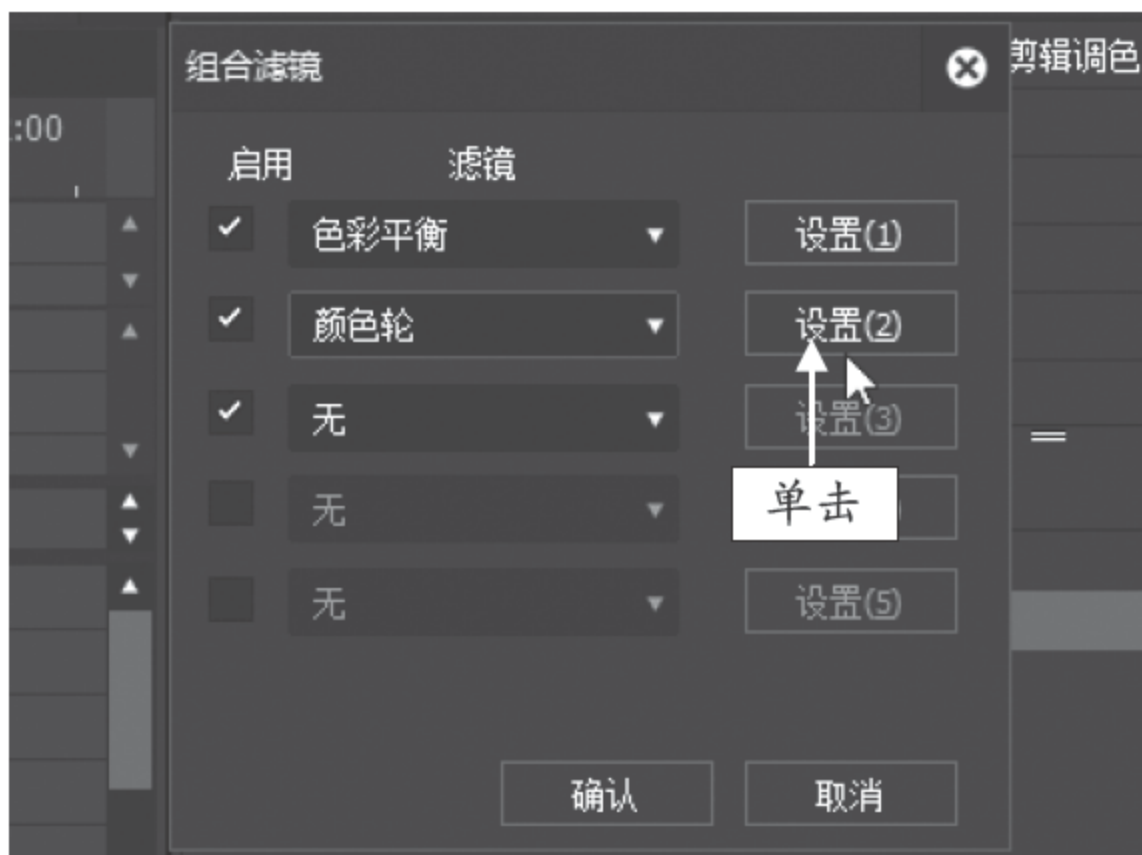 组合滤镜
剪辑调色
:00
启用 滤镜
色彩平衡 设置(1)
颜色轮 设置(2)
无 设置(3)
无
单击
无 设置(5)
确认 取消